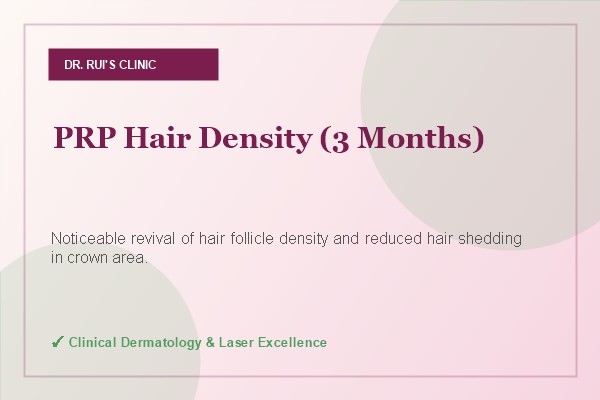 DR. RUI'S CLINIC
PRP Hair Density (3 Months)
Noticeable revival of hair follicle density and reduced hair shedding
in crown area.
✓ Clinical Dermatology & Laser Excellence